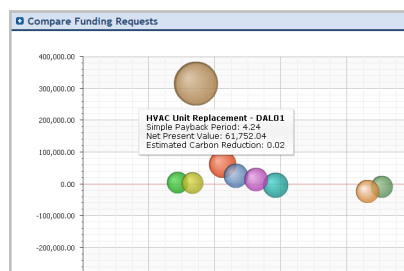 Compare Funding Requests
400,000.00
300,000.00
200,000.00
HVAC Unit Replacement - DAL01
Simple Payback Period: 4.24
Net Present Value: 61,752.04
Estimated Carbon Reduction: 0.02
100,000.00
0.00
-100,000.00
-200,000.00